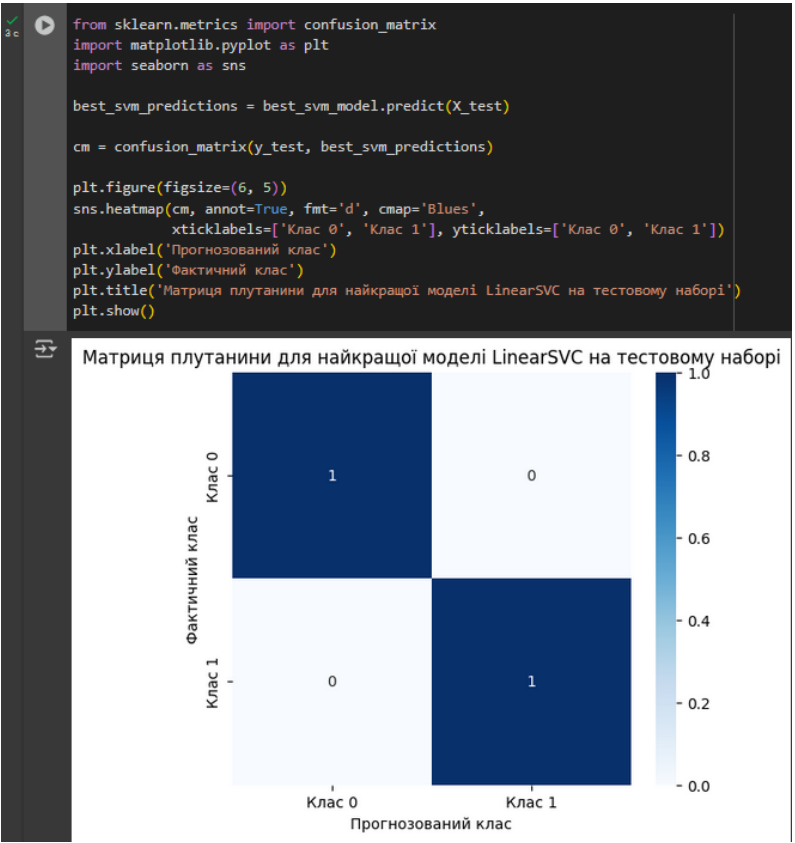 3 с
from sklearn.metrics import confusion_matrix
import matplotlib.pyplot as plt
import seaborn as sns
best_svm_predictions = best_svm_model.predict(X_test)
cm = confusion_matrix(y_test, best_svm_predictions)
plt.figure(figsize=(6, 5))
sns.heatmap(cm, annot=True, fmt='d', cmap='Blues',
            xticklabels=['Клас 0', 'Клас 1'], yticklabels=['Клас 0', 'Клас 1'])
plt.xlabel('Прогнозований клас')
plt.ylabel('Фактичний клас')
plt.title('Матриця плутанини для найкращої моделі LinearSVC на тестовому наборі')
plt.show()
Матриця плутанини для найкращої моделі LinearSVC на тестовому наборі
Фактичний клас
Клас 0
1
0
Клас 1
0
1
Клас 0
Клас 1
Прогнозований клас
1.0
0.8
0.6
0.4
0.2
0.0